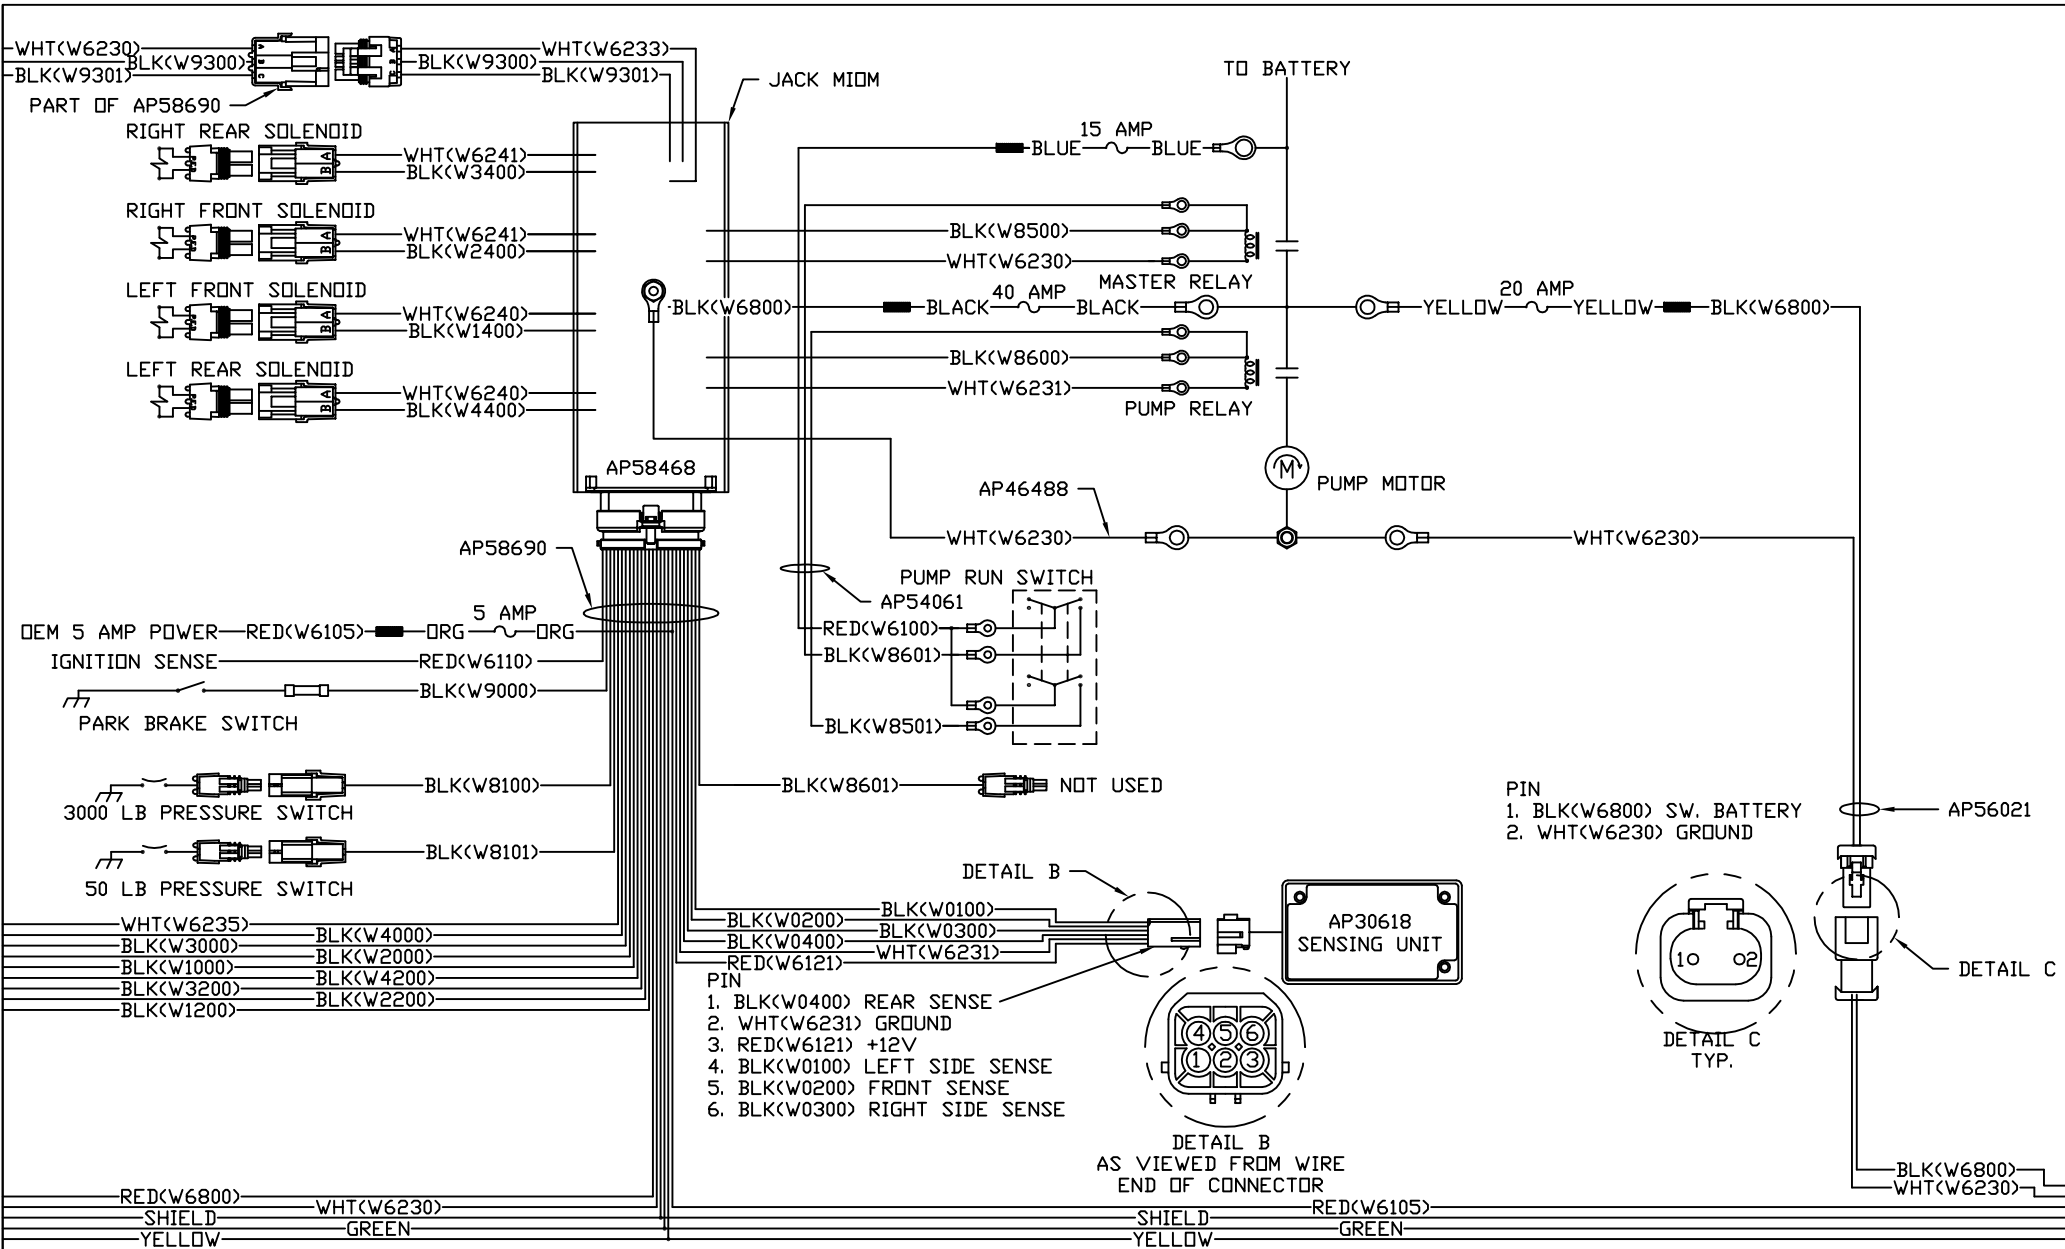 WHT(W6230)
BLK(W9300)
BLK(W9301)
A
B
C
WHT(W6233)
BLK(W9300)
BLK(W9301)
PART OF AP58690
JACK MIOM
TO BATTERY
RIGHT REAR SOLENOID
A
B
WHT(W6241)
BLK(W3400)
RIGHT FRONT SOLENOID
A
B
WHT(W6241)
BLK(W2400)
LEFT FRONT SOLENOID
A
B
WHT(W6240)
BLK(W1400)
LEFT REAR SOLENOID
A
B
WHT(W6240)
BLK(W4400)
AP58468
15 AMP
BLUE
BLUE
BLK(W8500)
WHT(W6230)
MASTER RELAY
BLK(W6800)
40 AMP
BLACK
BLACK
20 AMP
YELLOW
YELLOW
BLK(W6800)
BLK(W8600)
WHT(W6231)
PUMP RELAY
M
PUMP MOTOR
AP46488
WHT(W6230)
WHT(W6230)
AP58690
PUMP RUN SWITCH
AP54061
RED(W6100)
BLK(W8601)
BLK(W8501)
OEM 5 AMP POWER
RED(W6105)
5 AMP
ORG
ORG
IGNITION SENSE
RED(W6110)
BLK(W9000)
PARK BRAKE SWITCH
BLK(W8100)
3000 LB PRESSURE SWITCH
BLK(W8101)
50 LB PRESSURE SWITCH
BLK(W8601)
NOT USED
PIN
1. BLK(W6800) SW. BATTERY
2. WHT(W6230) GROUND
AP56021
DETAIL B
WHT(W6235)
BLK(W4000)
BLK(W3000)
BLK(W2000)
BLK(W1000)
BLK(W4200)
BLK(W3200)
BLK(W2200)
BLK(W1200)
BLK(W0100)
BLK(W0200)
BLK(W0300)
BLK(W0400)
WHT(W6231)
RED(W6121)
AP30618
SENSING UNIT
PIN
1. BLK(W0400) REAR SENSE
2. WHT(W6231) GROUND
3. RED(W6121) +12V
4. BLK(W0100) LEFT SIDE SENSE
5. BLK(W0200) FRONT SENSE
6. BLK(W0300) RIGHT SIDE SENSE
4 5 6
1 2 3
DETAIL B
AS VIEWED FROM WIRE
END OF CONNECTOR
1 2
DETAIL C
TYP.
DETAIL C
BLK(W6800)
WHT(W6230)
RED(W6800)
WHT(W6230)
SHIELD
GREEN
YELLOW
RED(W6105)
SHIELD
GREEN
YELLOW